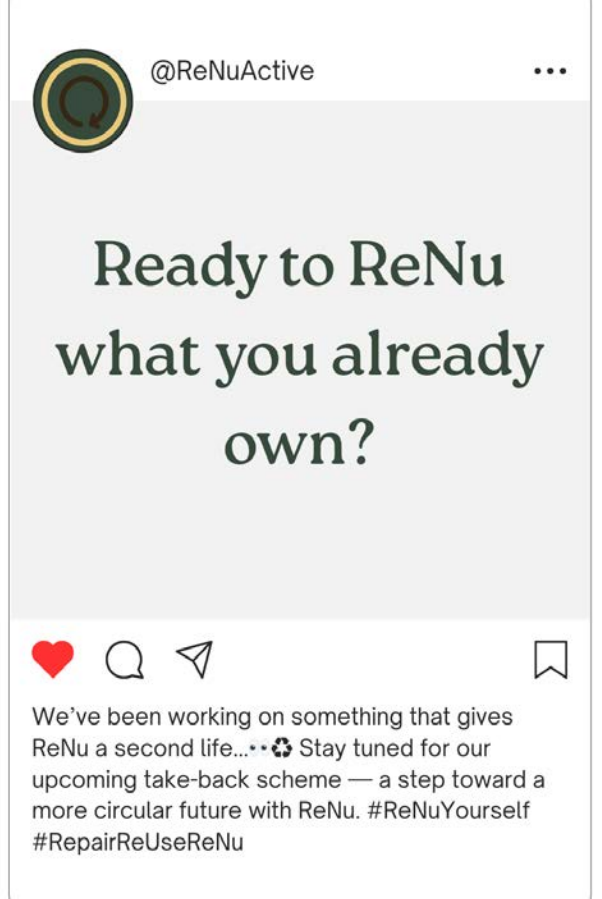 @ReNuActive
Ready to ReNu
what you already
own?
We’ve been working on something that gives
ReNu a second life...👀♻ Stay tuned for our
upcoming take-back scheme — a step toward a
more circular future with ReNu. #ReNuYourself
#RepairReUseReNu